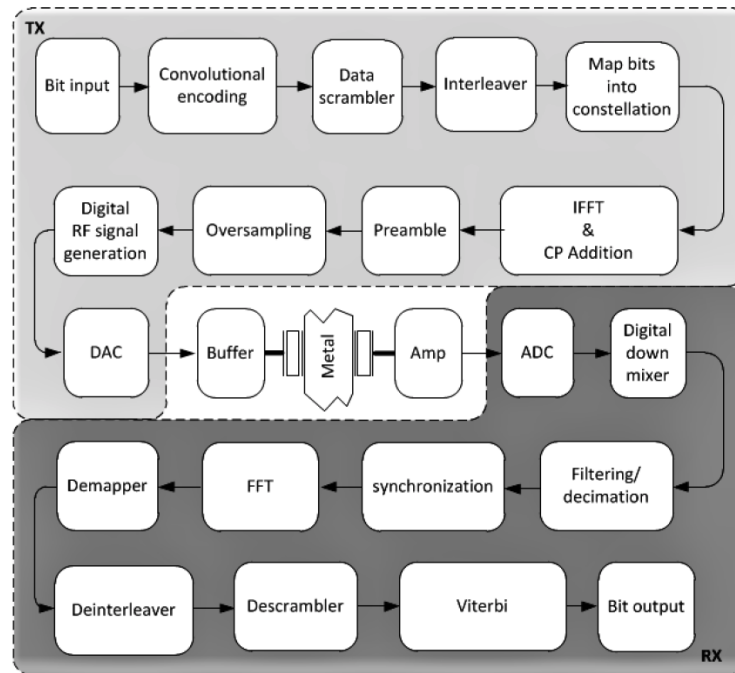 TX
Bit input
Convolutional
encoding
Data
scrambler
Interleaver
Map bits
into
constellation
Digital
RF signal
generation
Oversampling
Preamble
IFFT
&
CP Addition
DAC
Buffer
Metal
Amp
ADC
Digital
down
mixer
Demapper
FFT
synchronization
Filtering/
decimation
Deinterleaver
Descrambler
Viterbi
Bit output
RX